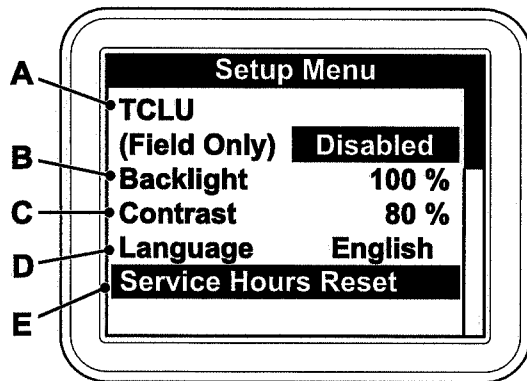 Setup Menu
A
TCLU
(Field Only) Disabled
B
Backlight 100 %
C
Contrast 80 %
D
Language English
E
Service Hours Reset